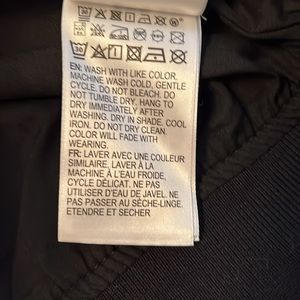 EN: WASH WITH LIKE COLOR.
MACHINE WASH COLD, GENTLE
CYCLE. DO NOT BLEACH. DO
NOT TUMBLE DRY. HANG TO
DRY IMMEDIATELY AFTER
WASHING. DRY IN SHADE. COOL
IRON. DO NOT DRY CLEAN.
COLOR WILL FADE WITH
WEARING.
FR: LAVER AVEC UNE COULEUR
SIMILAIRE. LAVER À LA
MACHINE À L'EAU FROIDE,
CYCLE DÉLICAT. NE PAS
UTILISER D'EAU DE JAVEL. NE
PAS PASSER AU SÈCHE-LINGE.
ETENDRE ET SECHER